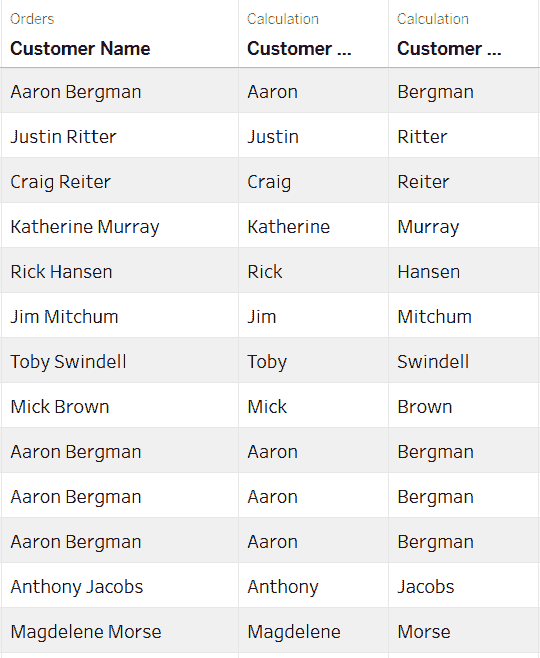 Orders Calculation Calculation
Customer Name Customer ... Customer ...
Aaron Bergman Aaron Bergman
Justin Ritter Justin Ritter
Craig Reiter Craig Reiter
Katherine Murray Katherine Murray
Rick Hansen Rick Hansen
Jim Mitchum Jim Mitchum
Toby Swindell Toby Swindell
Mick Brown Mick Brown
Aaron Bergman Aaron Bergman
Aaron Bergman Aaron Bergman
Aaron Bergman Aaron Bergman
Anthony Jacobs Anthony Jacobs
Magdelene Morse Magdelene Morse